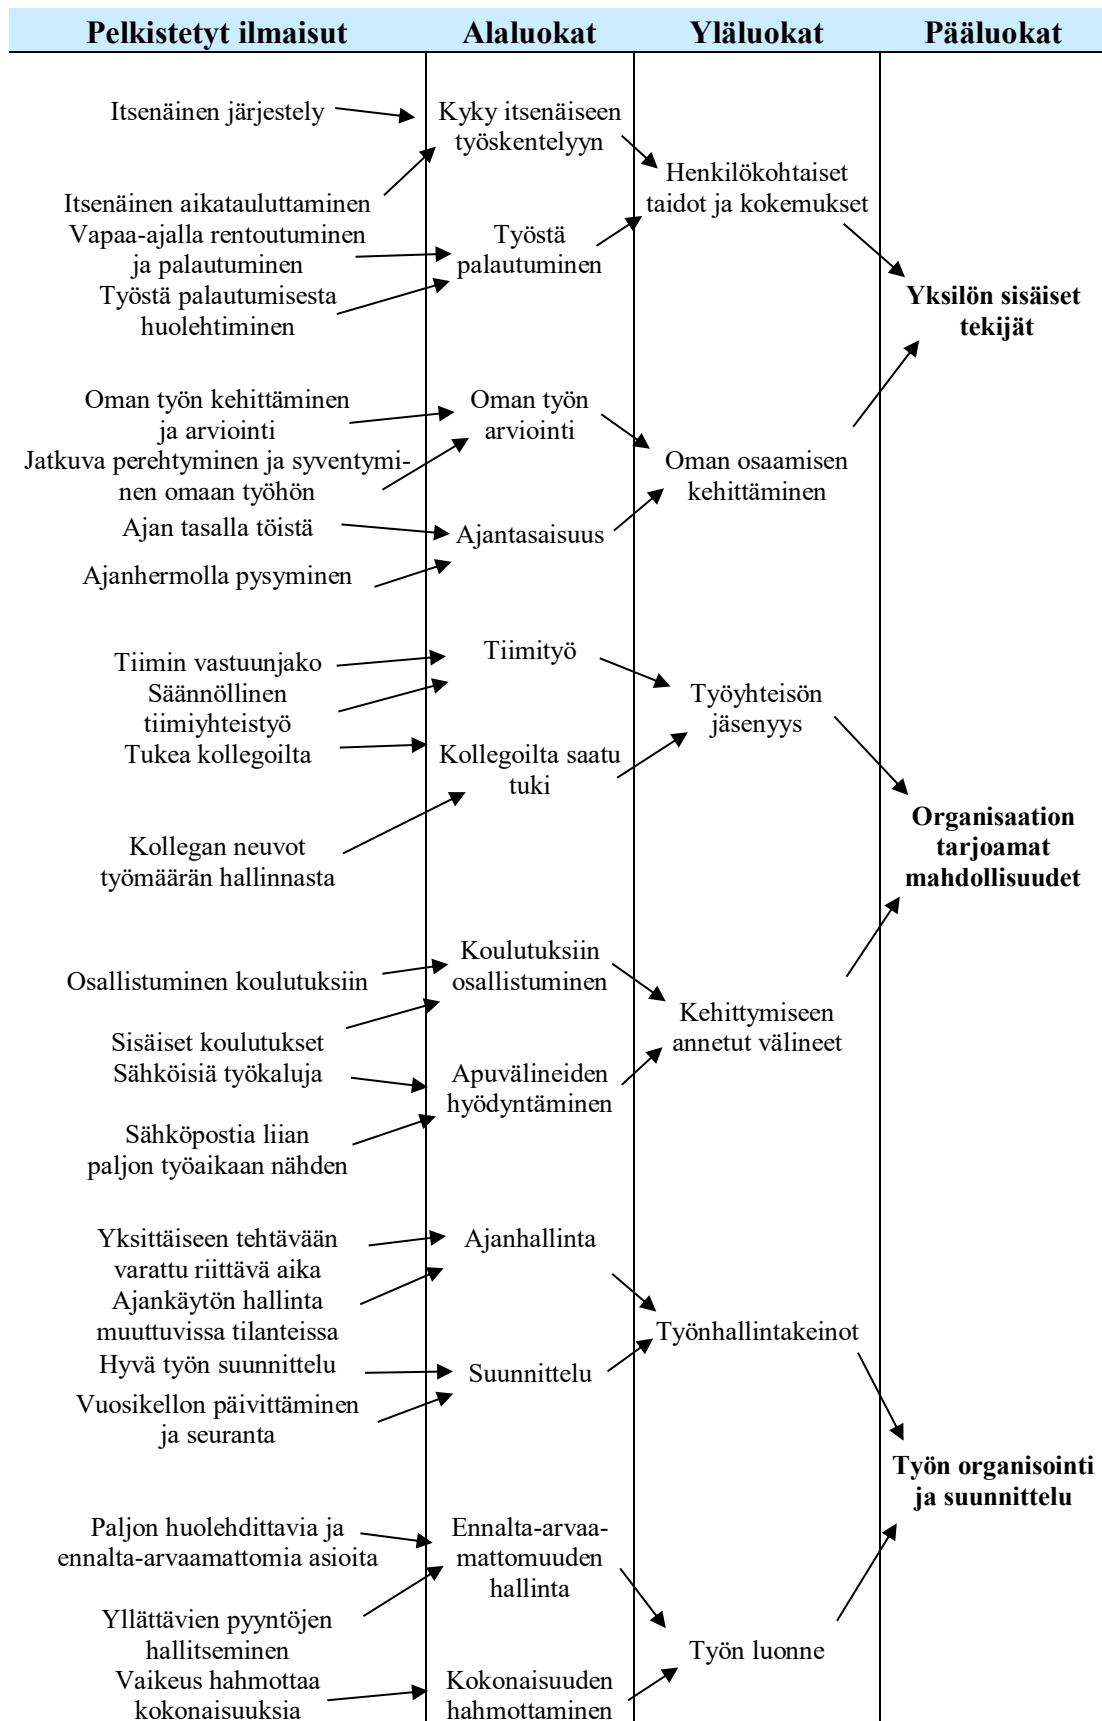 Pelkistetyt ilmaisut Alaluokat Yläluokat Pääluokat
Itsenäinen järjestely
Itsenäinen aikatauluttaminen
Vapaa-ajalla rentoutuminen
ja palautuminen
Työstä palautumisesta
huolehtiminen
Oman työn kehittäminen
ja arviointi
Jatkuva perehtyminen ja syventymi-
nen omaan työhön
Ajan tasalla töistä
Ajanhermolla pysyminen
Tiimin vastuunjako
Säännöllinen
tiimiyhteistyö
Tukea kollegoilta
Kollegan neuvot
työmäärän hallinnasta
Osallistuminen koulutuksiin
Sisäiset koulutukset
Sähköisiä työkaluja
Sähköpostia liian
paljon työaikaan nähden
Yksittäiseen tehtävään
varattu riittävä aika
Ajankäytön hallinta
muuttuvissa tilanteissa
Hyvä työn suunnittelu
Vuosikellon päivittäminen
ja seuranta
Paljon huolehdittavia ja
ennalta-arvaamattomia asioita
Yllättävien pyyntöjen
hallitseminen
Vaikeus hahmottaa
kokonaisuuksia
Kyky itsenäiseen
työskentelyyn
Työstä
palautuminen
Oman työn
arviointi
Ajantasaisuus
Tiimityö
Kollegoilta saatu
tuki
Koulutuksiin
osallistuminen
Apuvälineiden
hyödyntäminen
Ajanhallinta
Suunnittelu
Ennalta-arvaa-
mattomuuden
hallinta
Kokonaisuuden
hahmottaminen
Henkilökohtaiset
taidot ja kokemukset
Oman osaamisen
kehittäminen
Työyhteisön
jäsenyys
Kehittymiseen
annetut välineet
Työnhallintakeinot
Työn luonne
Yksilön sisäiset
tekijät
Organisaation
tarjoamat
mahdollisuudet
Työn organisointi
ja suunnittelu